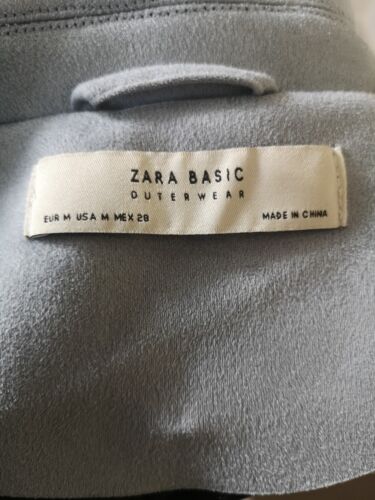 ZARA BASIC
OUTERWEAR
EUR M USA M MEX 28 MADE IN CHINA